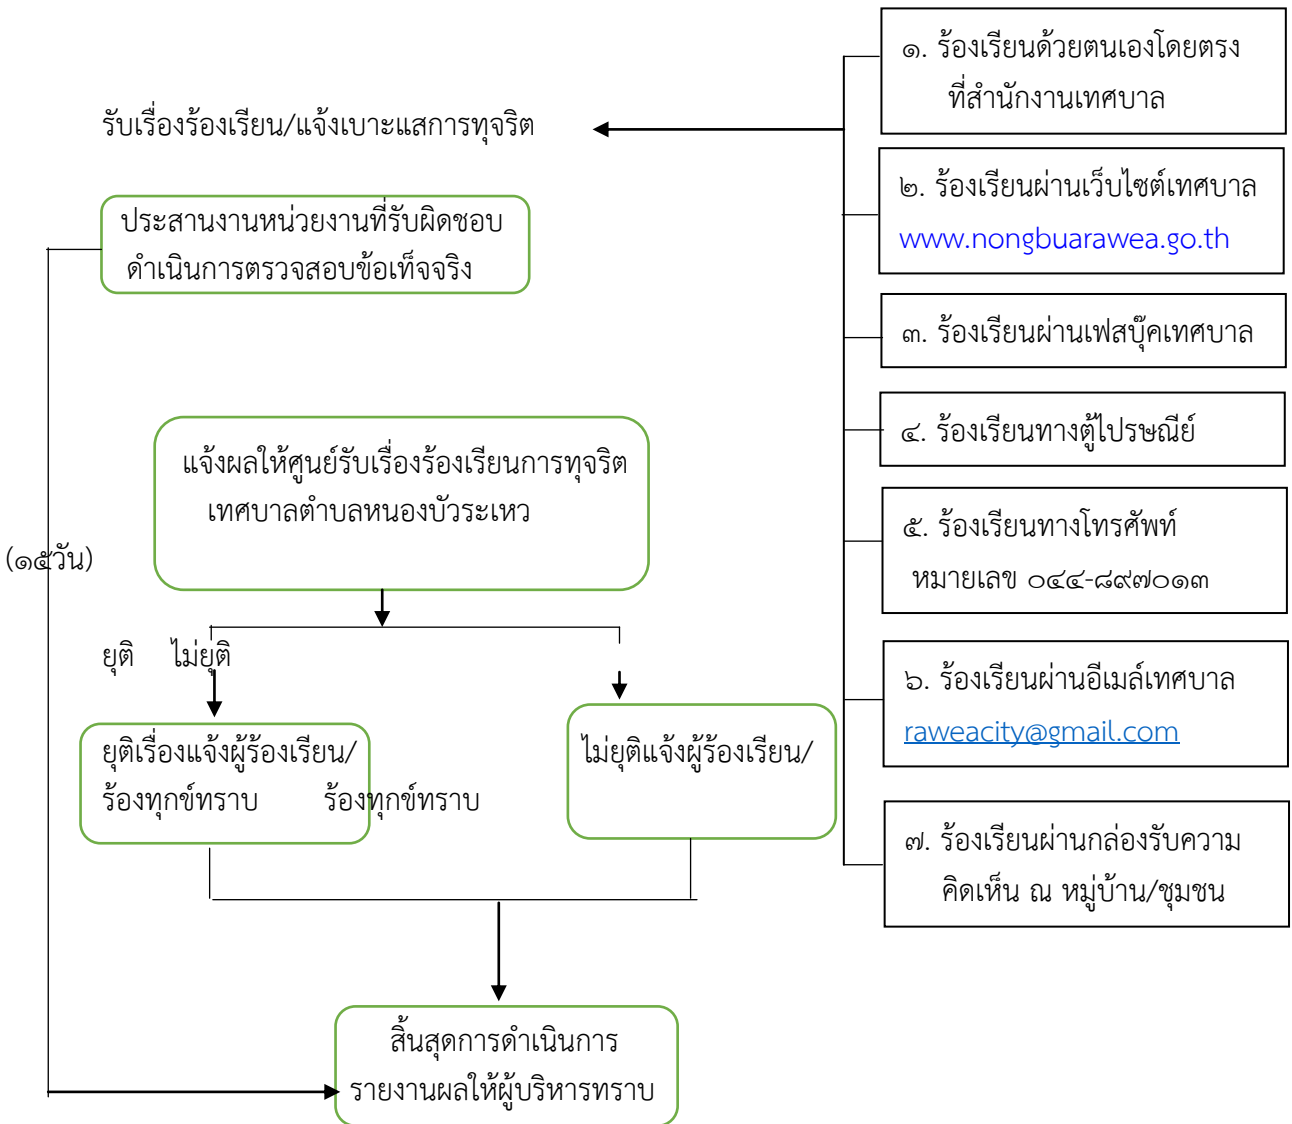 รับเรื่องร้องเรียน/แจ้งเบาะแสการทุจริต
ประสานงานหน่วยงานที่รับผิดชอบ
ดำเนินการตรวจสอบข้อเท็จจริง
แจ้งผลให้ศูนย์รับเรื่องร้องเรียนการทุจริต
เทศบาลตำบลหนองบัวระเหว
(๑๕วัน)
ยุติ ไม่ยุติ
ยุติเรื่องแจ้งผู้ร้องเรียน/ ไม่ยุติแจ้งผู้ร้องเรียน/
ร้องทุกข์ทราบ ร้องทุกข์ทราบ
สิ้นสุดการดำเนินการ
รายงานผลให้ผู้บริหารทราบ
๑. ร้องเรียนด้วยตนเองโดยตรง
ที่สำนักงานเทศบาล
๒. ร้องเรียนผ่านเว็บไซต์เทศบาล
www.nongbuarawea.go.th
๓. ร้องเรียนผ่านเฟสบุ๊คเทศบาล
๔. ร้องเรียนทางตู้ไปรษณีย์
๕. ร้องเรียนทางโทรศัพท์
หมายเลข ๐๔๔-๘๙๗๐๑๓
๖. ร้องเรียนผ่านอีเมล์เทศบาล
raweacity@gmail.com
๗. ร้องเรียนผ่านกล่องรับความ
คิดเห็น ณ หมู่บ้าน/ชุมชน